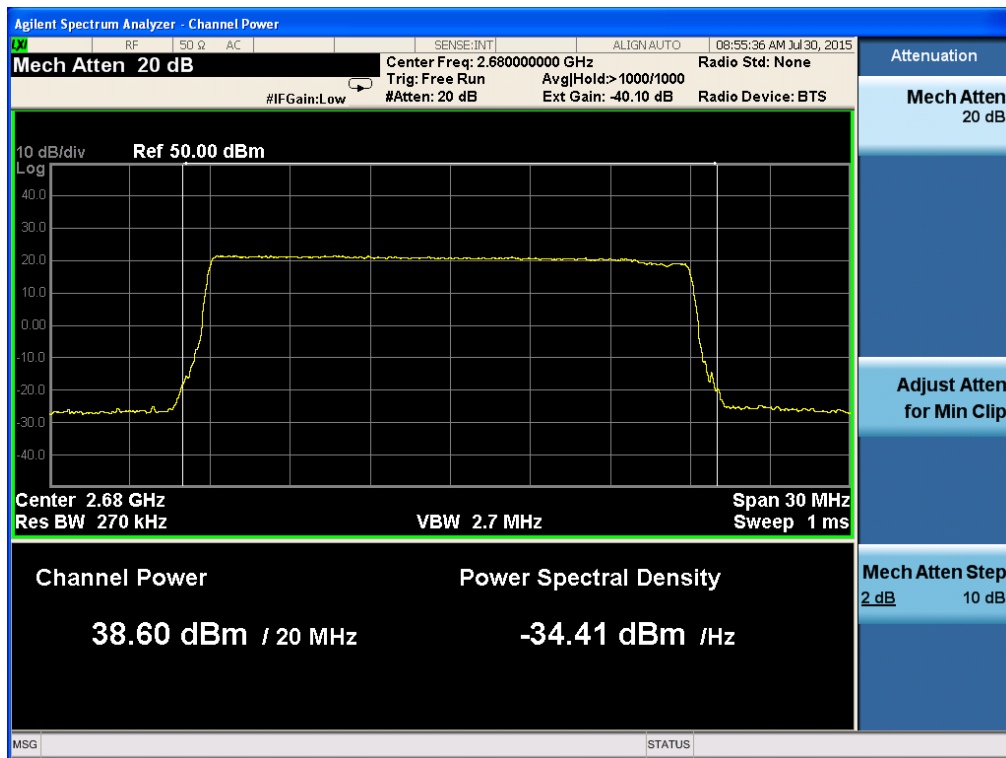 Agilent Spectrum Analyzer - Channel Power
LXI RF 50 Ω AC SENSE:INT ALIGN AUTO 08:55:36 AM Jul 30, 2015
Mech Atten 20 dB
Center Freq: 2.680000000 GHz Radio Std: None
Trig: Free Run Avg|Hold:>1000/1000
#IFGain:Low #Atten: 20 dB Ext Gain: -40.10 dB Radio Device: BTS
10 dB/div Ref 50.00 dBm
Log
40.0
30.0
20.0
10.0
0.00
-10.0
-20.0
-30.0
-40.0
Center 2.68 GHz Span 30 MHz
Res BW 270 kHz VBW 2.7 MHz Sweep 1 ms
Channel Power Power Spectral Density
38.60 dBm / 20 MHz -34.41 dBm /Hz
MSG STATUS
Attenuation
Mech Atten
20 dB
Adjust Atten
for Min Clip
Mech Atten Step
2 dB 10 dB